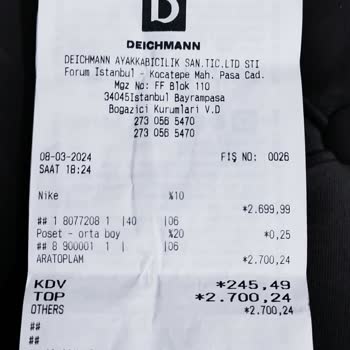 D
DEICHMANN
DEICHMANN AYAKKABICILIK SAN.TIC.LTD STI
Forum Istanbul - Kocatepe Mah. Pasa Cad.
Mgz No: FF Blok 110
34045Istanbul Bayrampasa
Bogazici Kurumlari V.D
273 056 5470
273 056 5470
08-03-2024 FIŞ NO: 0026
SAAT 18:24
Nike %10
*2.699,99
## 1 8077208 1 |40 |06
Poset - orta boy %20 *0,25
## 8 900001 1 | |06
ARATOPLAM *2.700,24
KDV *245,49
TOP *2.700,24
OTHERS *2.700,24
##
##